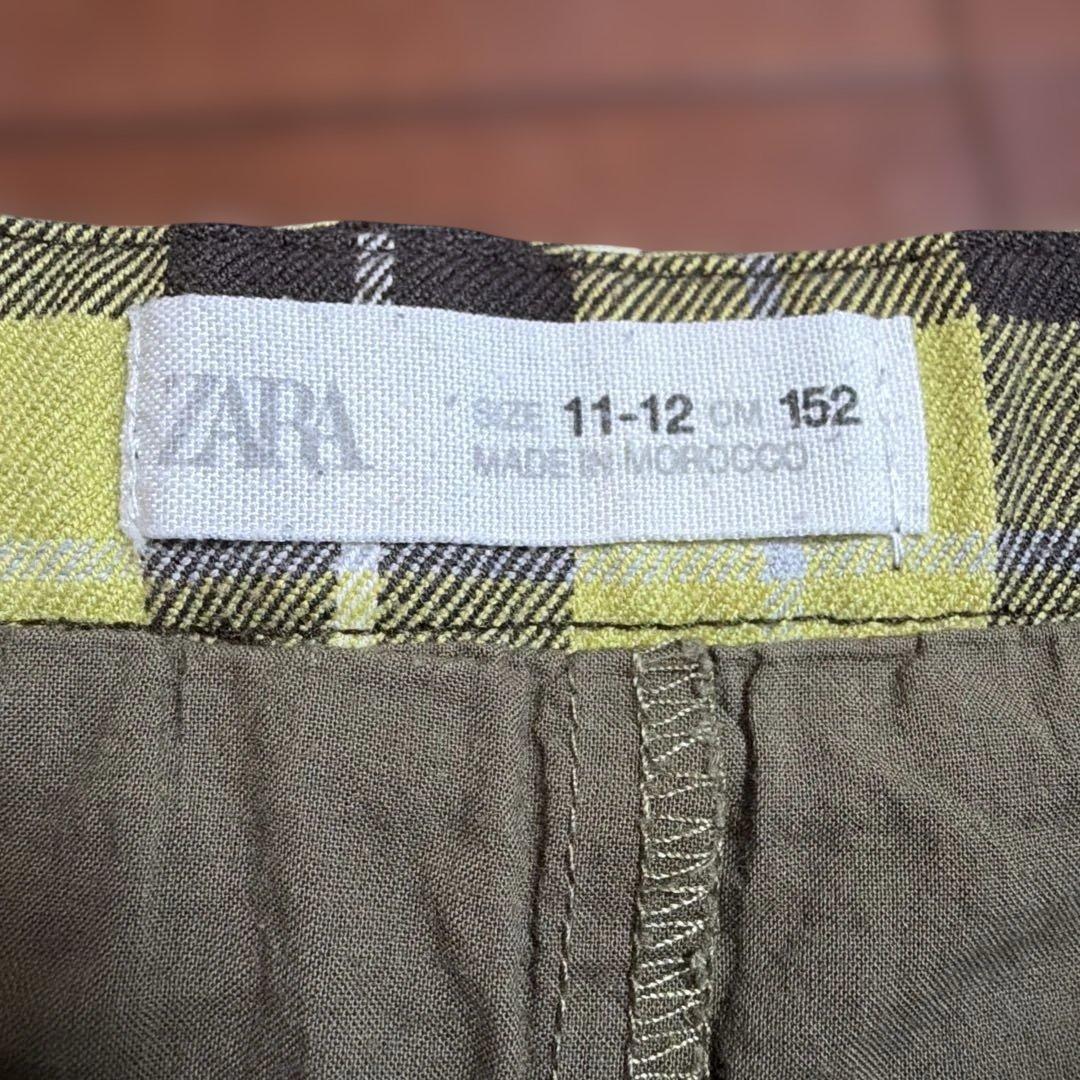 ZARA
SIZE 11-12 CM 152
MADE IN MOROCCO